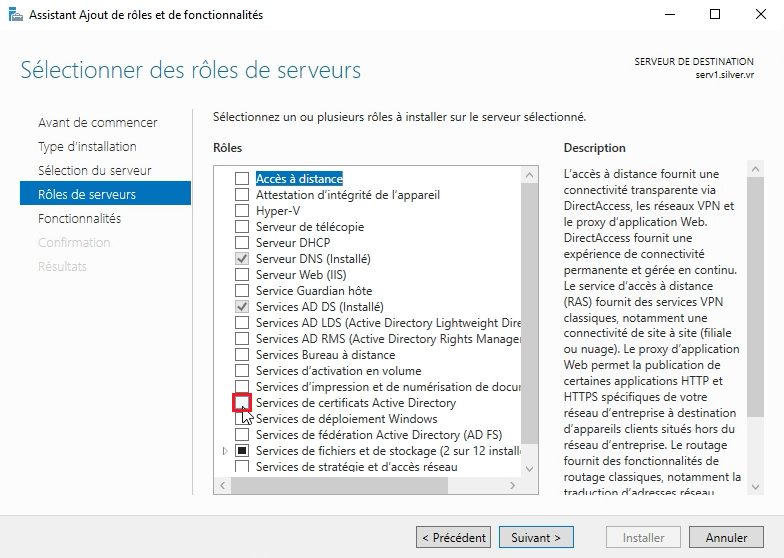 Assistant Ajout de rôles et de fonctionnalités
Sélectionner des rôles de serveurs
SERVEUR DE DESTINATION
serv1.silver.vr
Avant de commencer
Type d'installation
Sélection du serveur
Rôles de serveurs
Fonctionnalités
Confirmation
Résultats
Sélectionnez un ou plusieurs rôles à installer sur le serveur sélectionné.
Rôles
Accès à distance
Attestation d'intégrité de l'appareil
Hyper-V
Serveur de télécopie
Serveur DHCP
Serveur DNS (Installé)
Serveur Web (IIS)
Service Guardian hôte
Services AD DS (Installé)
Services AD LDS (Active Directory Lightweight Dire
Services AD RMS (Active Directory Rights Manager
Services Bureau à distance
Services d'activation en volume
Services d'impression et de numérisation de docu
Services de certificats Active Directory
Services de déploiement Windows
Services de fédération Active Directory (AD FS)
Services de fichiers et de stockage (2 sur 12 install
Services de stratégie et d'accès réseau
Description
L'accès à distance fournit une
connectivité transparente via
DirectAccess, les réseaux VPN et
le proxy d'application Web.
DirectAccess fournit une
expérience de connectivité
permanente et gérée en continu.
Le service d'accès à distance
(RAS) fournit des services VPN
classiques, notamment une
connectivité de site à site (filiale
ou nuage). Le proxy d'application
Web permet la publication de
certaines applications HTTP et
HTTPS spécifiques de votre
réseau d'entreprise à destination
d'appareils clients situés hors du
réseau d'entreprise. Le routage
fournit des fonctionnalités de
routage classiques, notamment la
traduction d'adresses réseau
< Précédent
Suivant >
Installer
Annuler